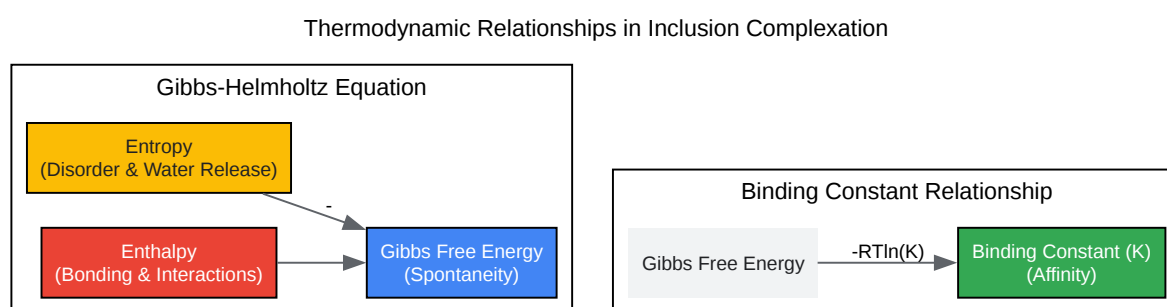 Thermodynamic Relationships in Inclusion Complexation
Gibbs-Helmholtz Equation
Entropy
(Disorder & Water Release)
-
Enthalpy
(Bonding & Interactions)
Gibbs Free Energy
(Spontaneity)
Binding Constant Relationship
Gibbs Free Energy
-RTln(K)
Binding Constant (K)
(Affinity)